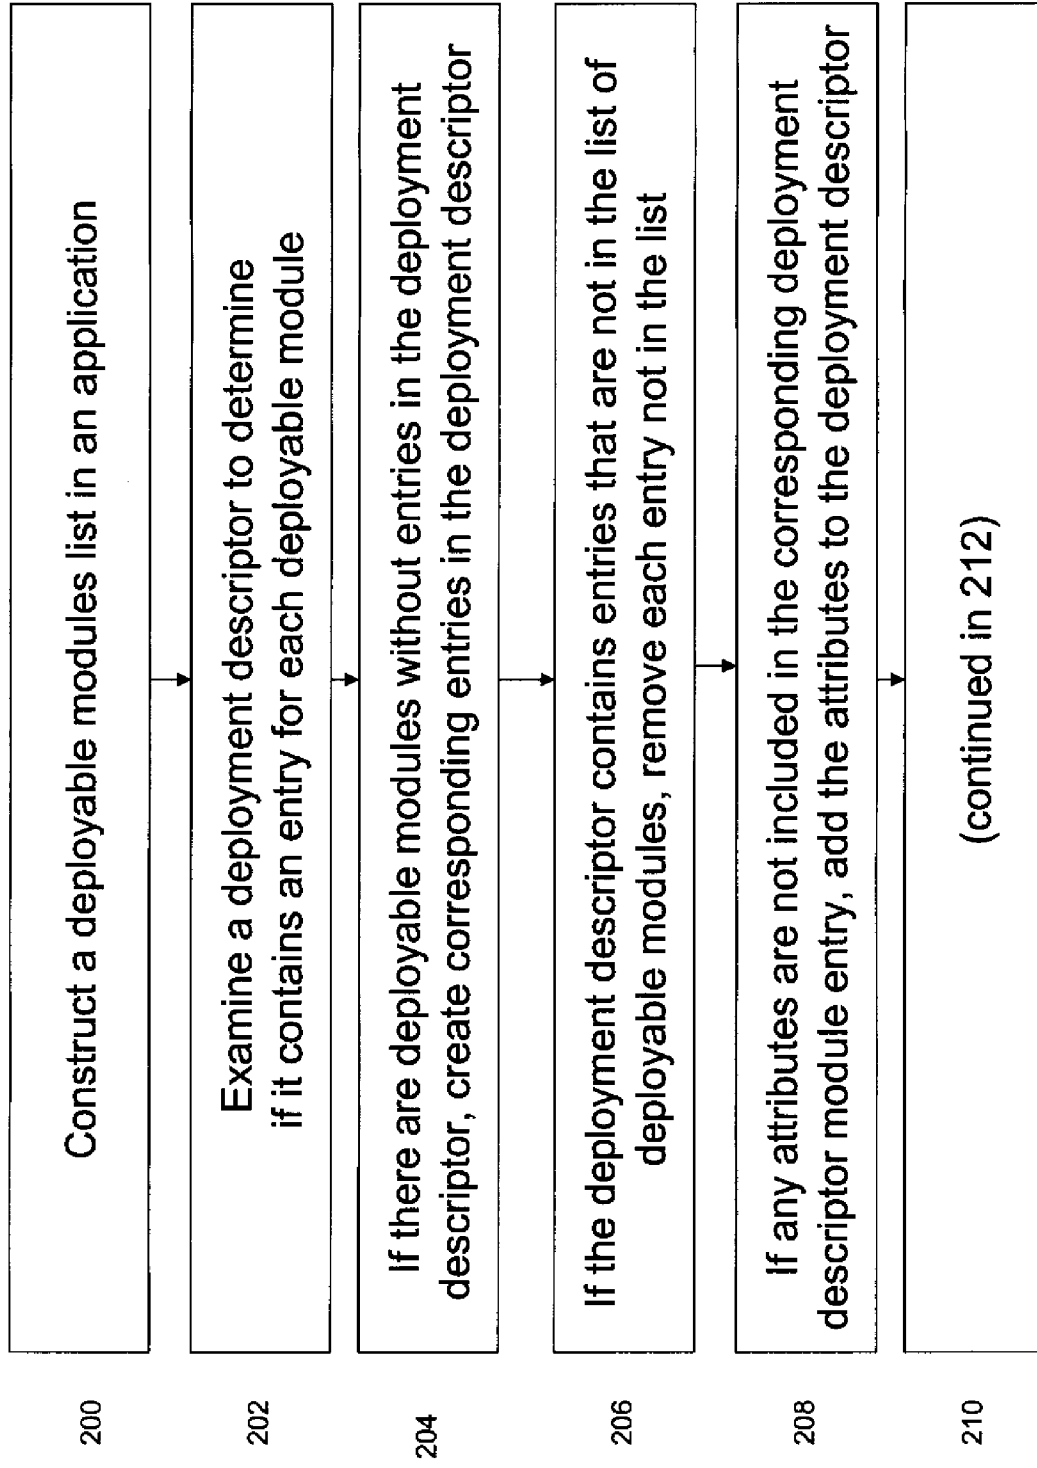 200
Construct a deployable modules list in an application
202
Examine a deployment descriptor to determine
if it contains an entry for each deployable module
204
If there are deployable modules without entries in the deployment
descriptor, create corresponding entries in the deployment descriptor
206
If the deployment descriptor contains entries that are not in the list of
deployable modules, remove each entry not in the list
208
If any attributes are not included in the corresponding deployment
descriptor module entry, add the attributes to the deployment descriptor
210
(continued in 212)